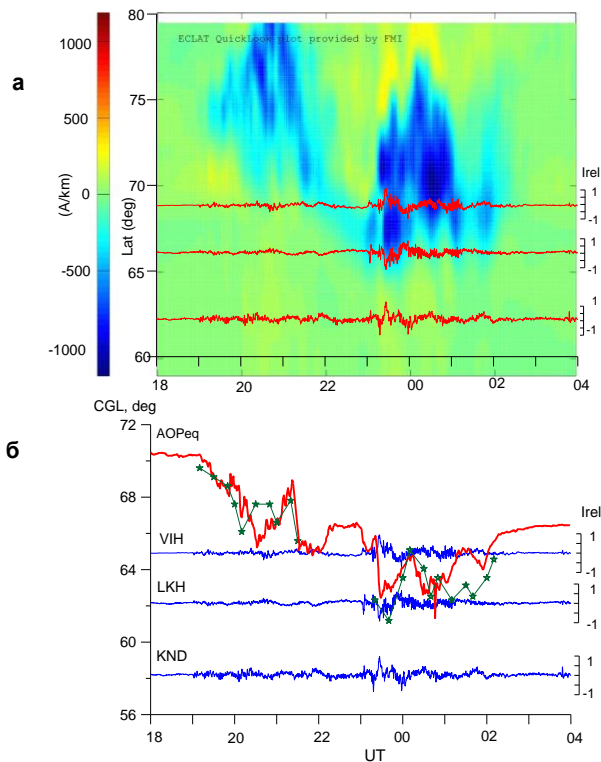 a
1000
500
0
-500
-1000
(A/km)
80
75
70
65
60
Lat (deg)
ECLAT QuickLook plot provided by FMI
Irel
1
-1
1
-1
1
-1
18 20 22 00 02 04
CGL, deg
б
72
68
64
60
56
AOPeq
VIH
LKH
KND
Irel
1
-1
1
-1
1
-1
18 20 22 00 02 04
UT